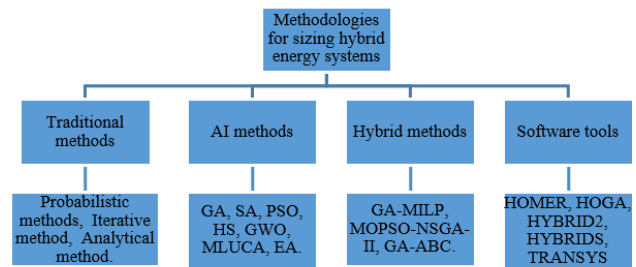 Methodologies
for sizing hybrid
energy systems
Traditional
methods
AI methods
Hybrid methods
Software tools
Probabilistic
methods, Iterative
method, Analytical
method.
GA, SA, PSO,
HS, GWO,
MLUCA, EA.
GA-MILP,
MOPSO-NSGA-
II, GA-ABC.
HOMER, HOGA,
HYBRID2,
HYBRIDS,
TRANSYS